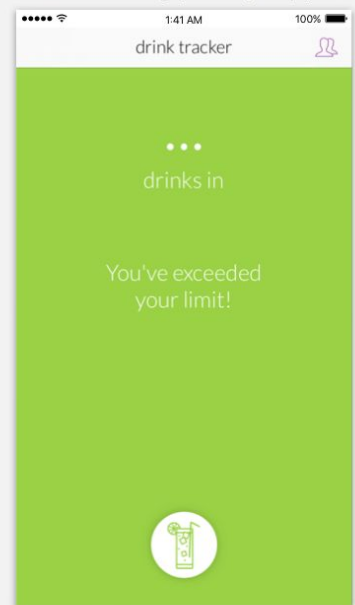 1:41 AM
100%
drink tracker
...
drinks in
You've exceeded
your limit!